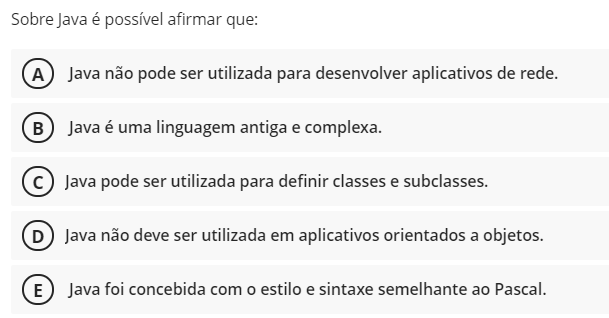 Sobre Java é possível afirmar que:
A Java não pode ser utilizada para desenvolver aplicativos de rede.
B Java é uma linguagem antiga e complexa.
C Java pode ser utilizada para definir classes e subclasses.
D Java não deve ser utilizada em aplicativos orientados a objetos.
E Java foi concebida com o estilo e sintaxe semelhante ao Pascal.